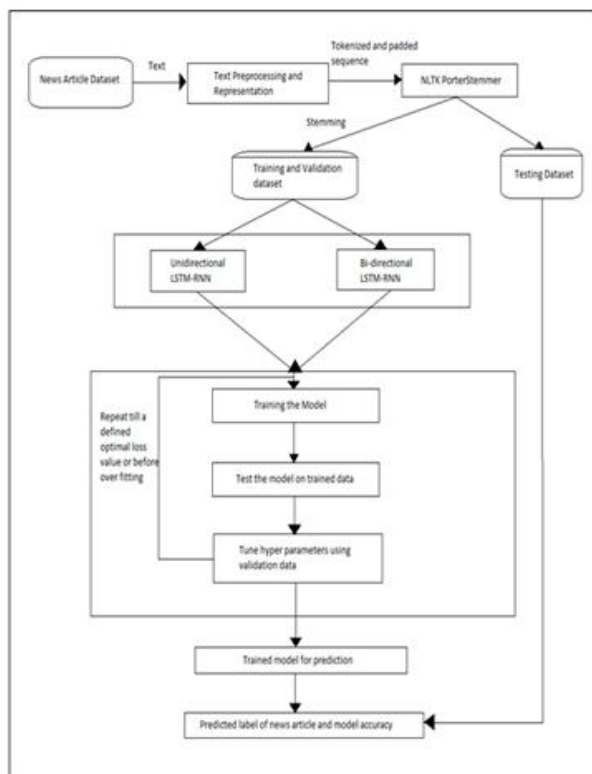 News Article Dataset
Text
Text Preprocessing and
Representation
Tokenized and padded
sequence
NLTK PorterStemmer
Stemming
Training and Validation
dataset
Testing Dataset
Unidirectional
LSTM-RNN
Bi-directional
LSTM-RNN
Repeat till a
defined
optimal loss
value or before
over fitting
Training the Model
Test the model on trained data
Tune hyper parameters using
validation data
Trained model for prediction
Predicted label of news article and model accuracy